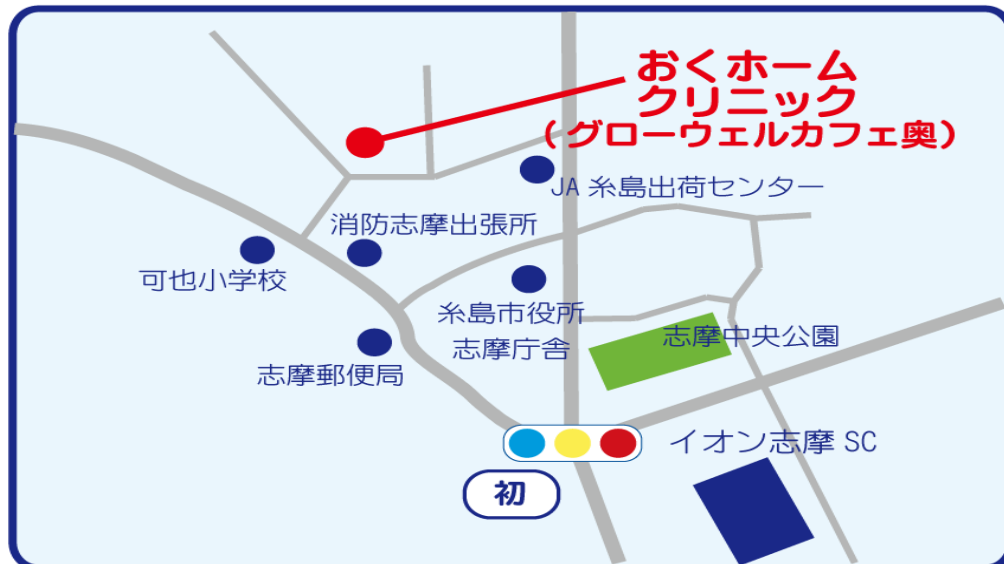 おくホーム
クリニック
(グローウェルカフェ奥)
JA 糸島出荷センター
消防志摩出張所
可也小学校
糸島市役所
志摩庁舎
志摩中央公園
志摩郵便局
イオン志摩 SC
初